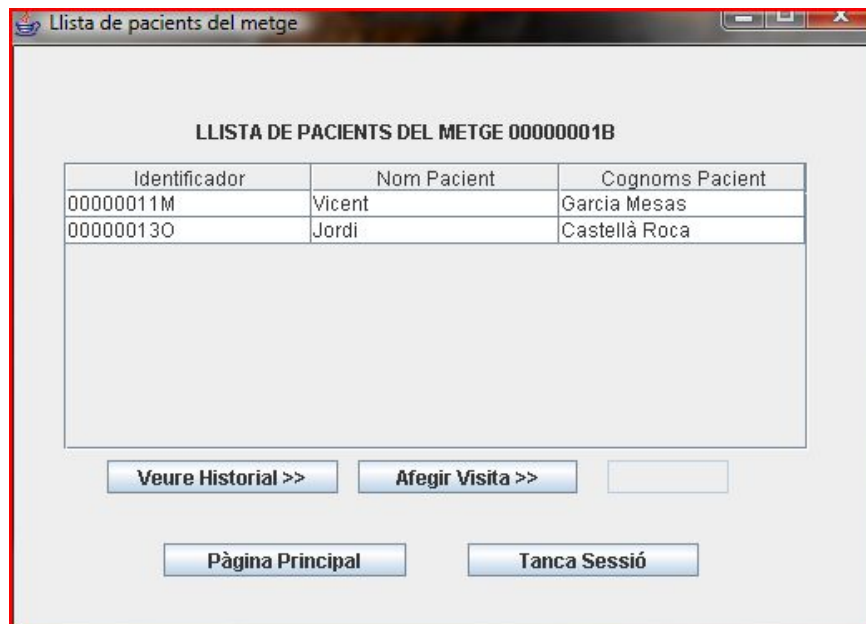 Llista de pacients del metge
LLISTA DE PACIENTS DEL METGE 00000001B
Identificador Nom Pacient Cognoms Pacient
00000011M Vicent Garcia Mesas
00000013O Jordi Castellà Roca
Veure Historial >> Afegir Visita >>
Pàgina Principal Tanca Sessió